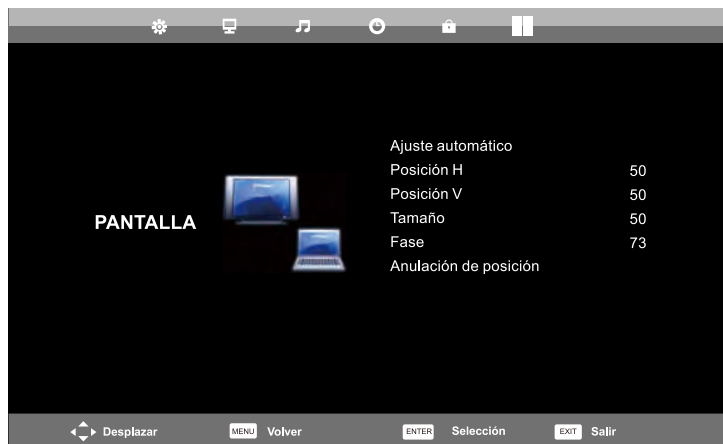 PANTALLA
Ajuste automático
Posición H 50
Posición V 50
Tamaño 50
Fase 73
Anulación de posición
Desplazar MENU Volver ENTER Selección EXIT Salir